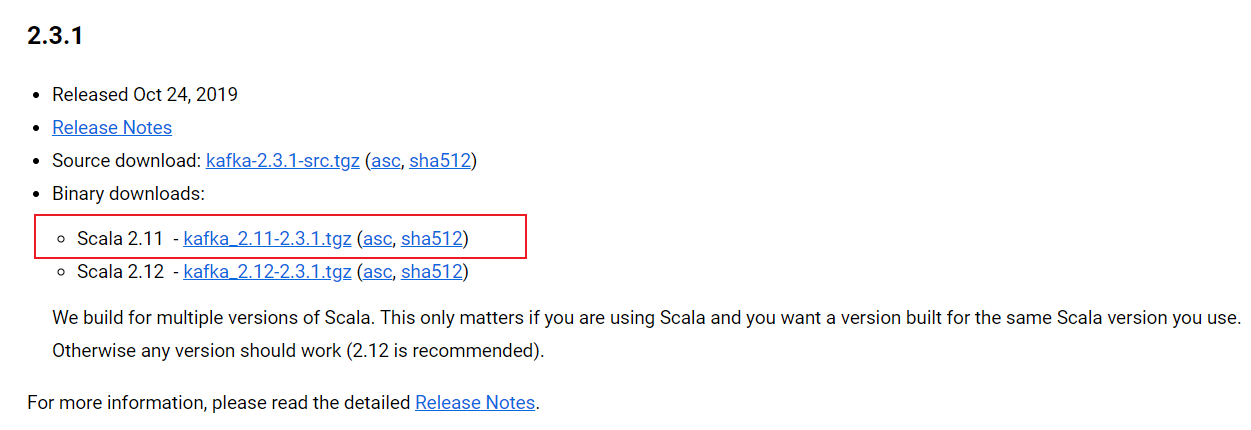 2.3.1
Released Oct 24, 2019
Release Notes
Source download: kafka-2.3.1-src.tgz (asc, sha512)
Binary downloads:
Scala 2.11 - kafka_2.11-2.3.1.tgz (asc, sha512)
Scala 2.12 - kafka_2.12-2.3.1.tgz (asc, sha512)
We build for multiple versions of Scala. This only matters if you are using Scala and you want a version built for the same Scala version you use.
Otherwise any version should work (2.12 is recommended).
For more information, please read the detailed Release Notes.